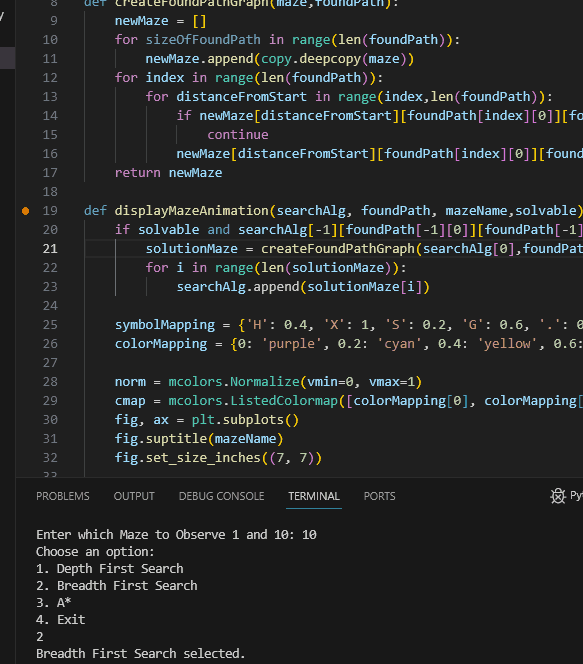 y
8 def createFoundPathGraph(maze,foundPath):
9 newMaze = []
10 for sizeOfFoundPath in range(len(foundPath)):
11 newMaze.append(copy.deepcopy(maze))
12 for index in range(len(foundPath)):
13 for distanceFromStart in range(index,len(foundPath)):
14 if newMaze[distanceFromStart][foundPath[index][0]][fo
15 continue
16 newMaze[distanceFromStart][foundPath[index][0]][found
17 return newMaze
18
19 def displayMazeAnimation(searchAlg, foundPath, mazeName,solvable)
20 if solvable and searchAlg[-1][foundPath[-1][0]][foundPath[-1]
21 solutionMaze = createFoundPathGraph(searchAlg[0],foundPat
22 for i in range(len(solutionMaze)):
23 searchAlg.append(solutionMaze[i])
24
25 symbolMapping = {'H': 0.4, 'X': 1, 'S': 0.2, 'G': 0.6, '.': 0
26 colorMapping = {0: 'purple', 0.2: 'cyan', 0.4: 'yellow', 0.6:
27
28 norm = mcolors.Normalize(vmin=0, vmax=1)
29 cmap = mcolors.ListedColormap([colorMapping[0], colorMapping[
30 fig, ax = plt.subplots()
31 fig.suptitle(mazeName)
32 fig.set_size_inches((7, 7))
33
PROBLEMS OUTPUT DEBUG CONSOLE TERMINAL PORTS Py
Enter which Maze to Observe 1 and 10: 10
Choose an option:
1. Depth First Search
2. Breadth First Search
3. A*
4. Exit
2
Breadth First Search selected.